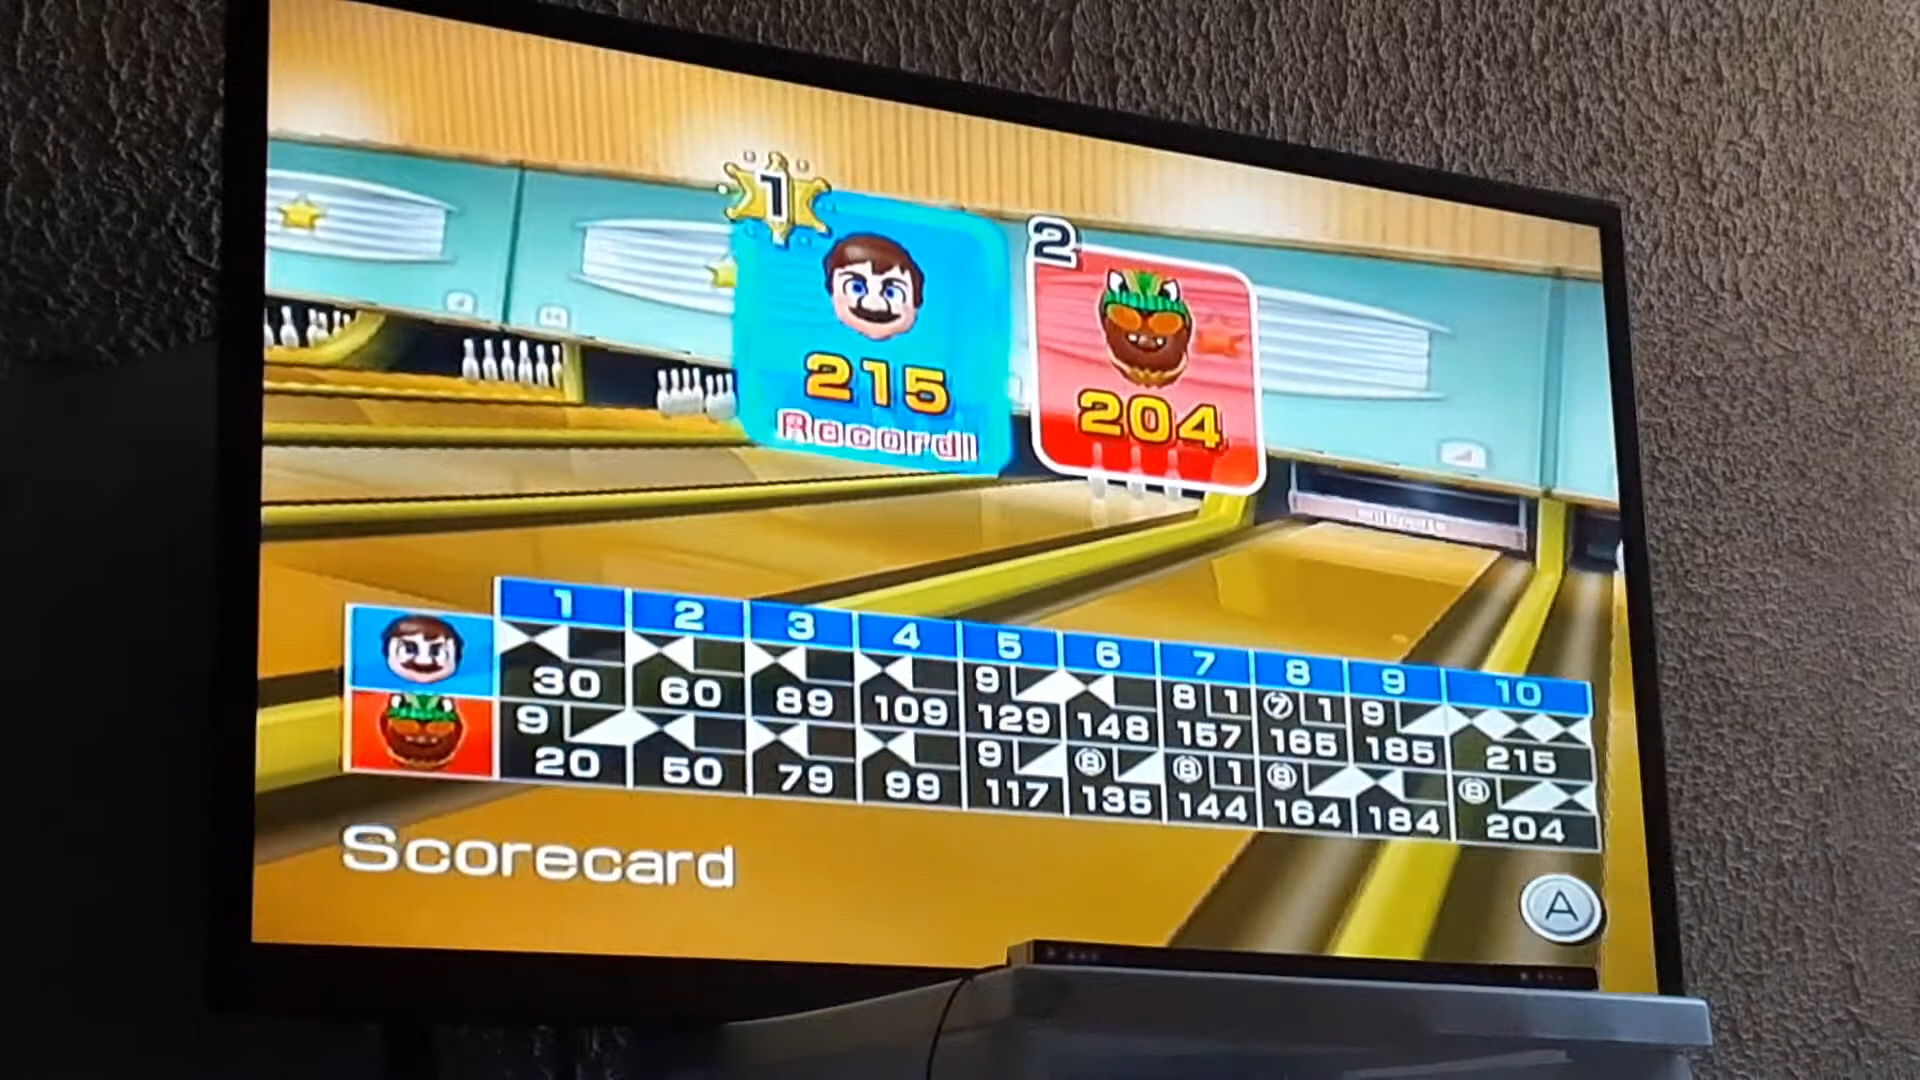 1
2
215
204
Record!
1 2 3 4 5 6 7 8 9 10
9 8 1 7 1 9
30 60 89 109 129 148 157 165 185 215
9 9 8 8 1 8 8
20 50 79 99 117 135 144 164 184 204
Scorecard
A